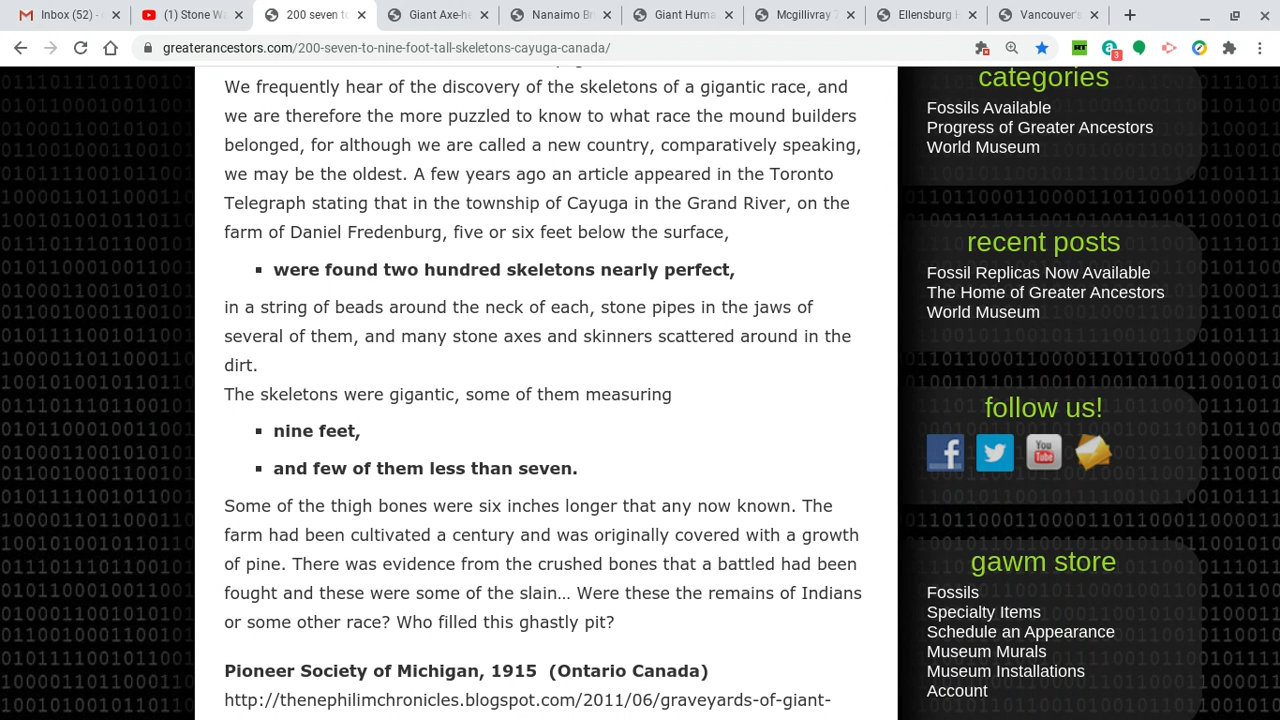 Inbox (52) -
(1) Stone Wa
200 seven to
Giant Axe-he
Nanaimo Br
Giant Huma
Mcgillivray
Ellensburg
Vancouver's
greaterancestors.com/200-seven-to-nine-foot-tall-skeletons-cayuga-canada/
RT
3
We frequently hear of the discovery of the skeletons of a gigantic race, and
we are therefore the more puzzled to know to what race the mound builders
belonged, for although we are called a new country, comparatively speaking,
we may be the oldest. A few years ago an article appeared in the Toronto
Telegraph stating that in the township of Cayuga in the Grand River, on the
farm of Daniel Fredenburg, five or six feet below the surface,
▪ were found two hundred skeletons nearly perfect,
in a string of beads around the neck of each, stone pipes in the jaws of
several of them, and many stone axes and skinners scattered around in the
dirt.
The skeletons were gigantic, some of them measuring
▪ nine feet,
▪ and few of them less than seven.
Some of the thigh bones were six inches longer that any now known. The
farm had been cultivated a century and was originally covered with a growth
of pine. There was evidence from the crushed bones that a battled had been
fought and these were some of the slain… Were these the remains of Indians
or some other race? Who filled this ghastly pit?
Pioneer Society of Michigan, 1915 (Ontario Canada)
http://thenephilimchronicles.blogspot.com/2011/06/graveyards-of-giant-
categories
Fossils Available
Progress of Greater Ancestors
World Museum
recent posts
Fossil Replicas Now Available
The Home of Greater Ancestors
World Museum
follow us!
You
Tube
gawm store
Fossils
Specialty Items
Schedule an Appearance
Museum Murals
Museum Installations
Account